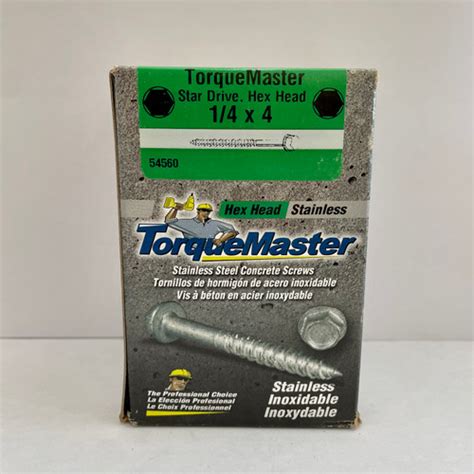 TorqueMaster
Star Drive. Hex Head
1/4 x 4
54560
Hex Head Stainless
TorqueMaster
Stainless Steel Concrete Screws
Tornillos de hormigón de acero inoxidable
Vis à béton en acier inoxydable
The Professional Choice
La Elección Profesional
Le Choix Professionnel
Stainless
Inoxidable
Inoxydable